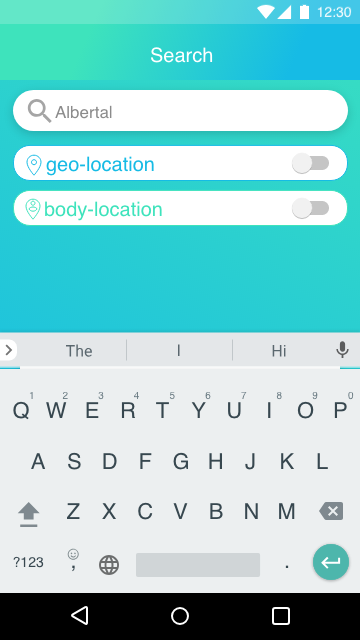 12:30
Search
Albertal
geo-location
body-location
The I Hi
1 2 3 4 5 6 7 8 9 0
Q W E R T Y U I O P
A S D F G H J K L
Z X C V B N M
?123 , .